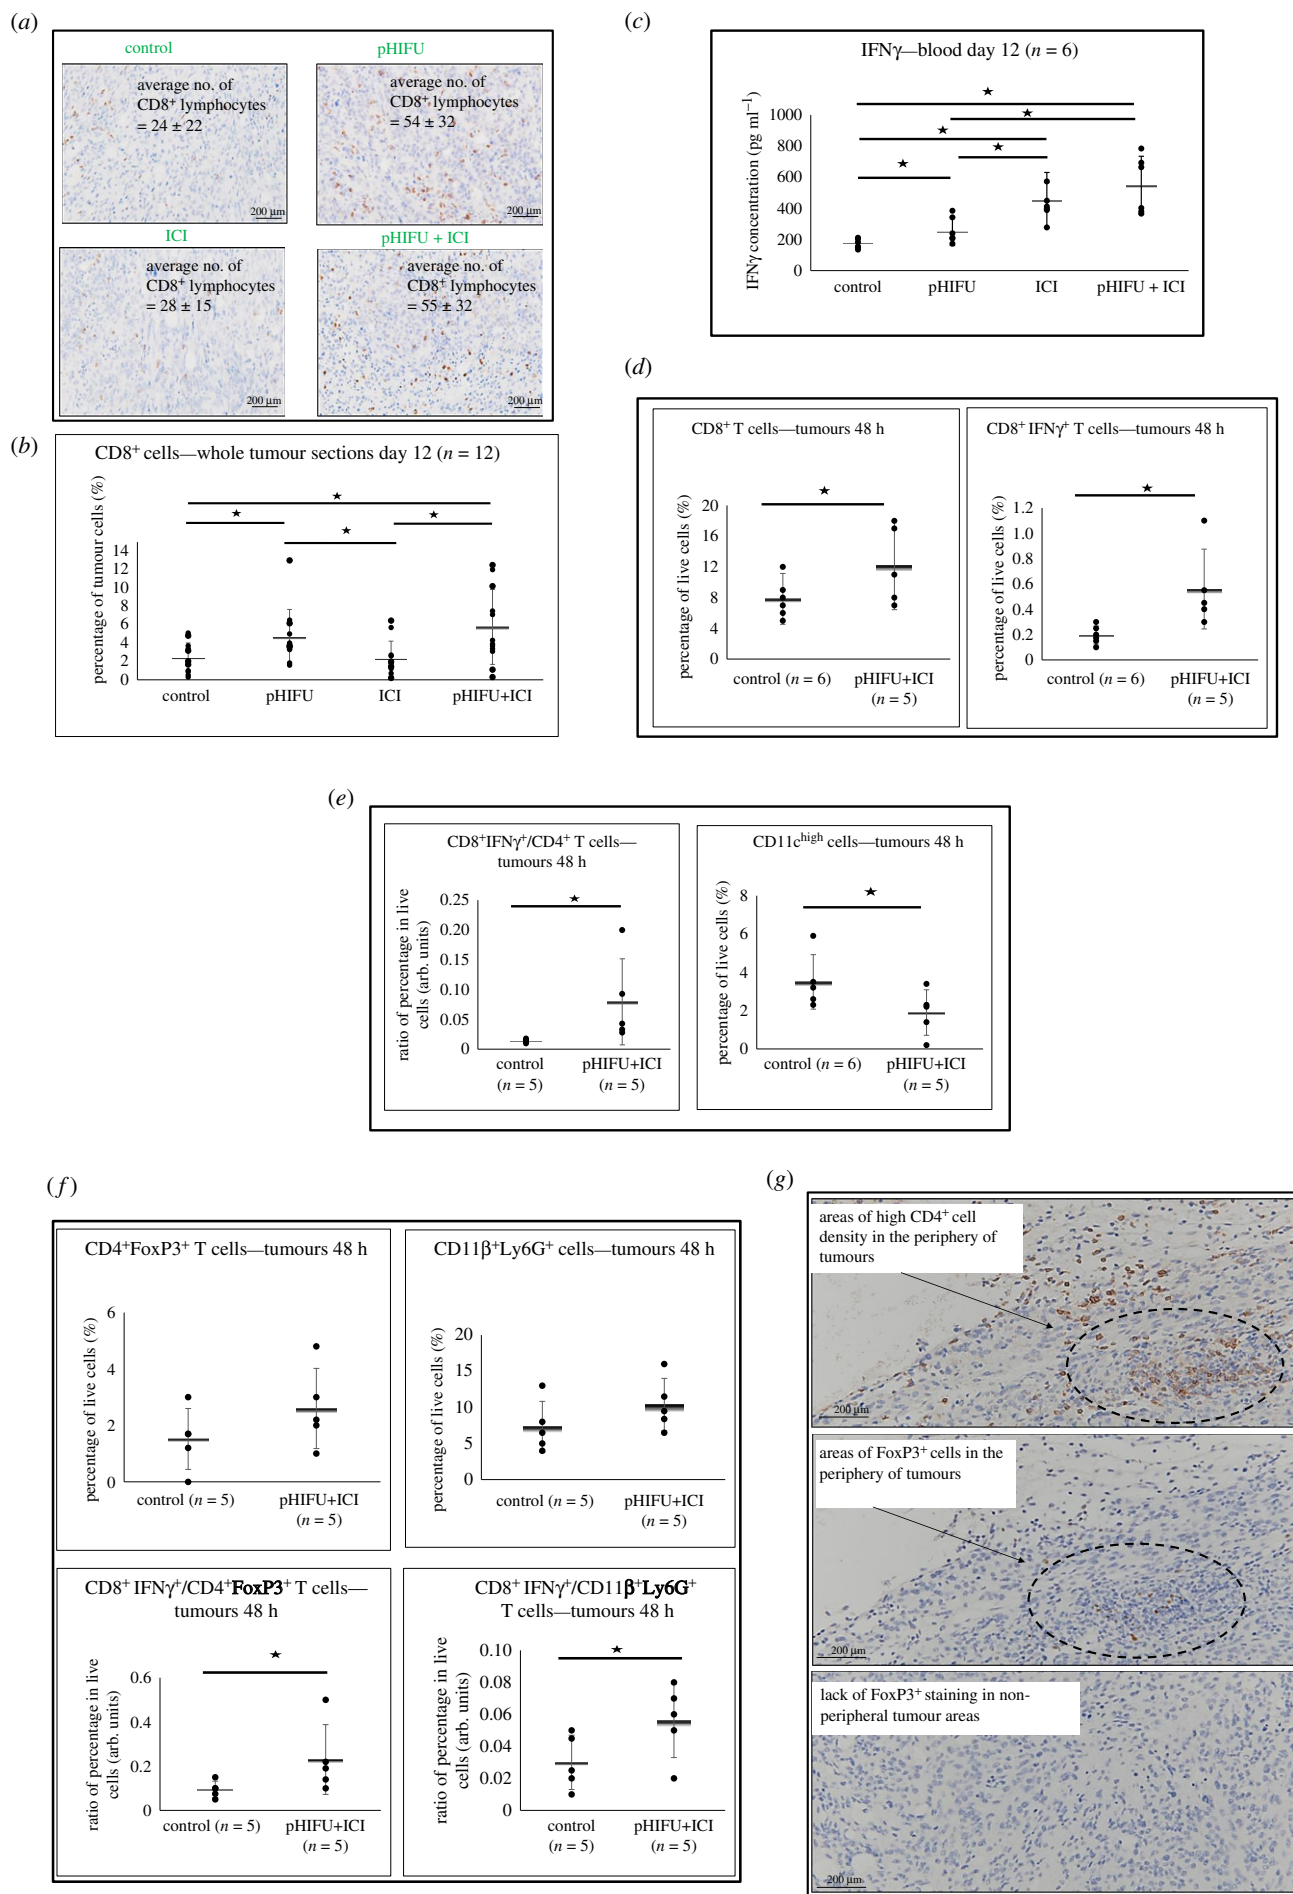 (a)
control
average no. of
CD8+ lymphocytes
= 24 ± 22
200 µm
pHIFU
average no. of
CD8+ lymphocytes
= 54 ± 32
200 µm
ICI
average no. of
CD8+ lymphocytes
= 28 ± 15
200 µm
pHIFU + ICI
average no. of
CD8+ lymphocytes
= 55 ± 32
200 µm
(b)
CD8+ cells—whole tumour sections day 12 (n = 12)
percentage of tumour cells (%)
14
12
10
8
6
4
2
0
control
pHIFU
ICI
pHIFU+ICI
(c)
IFNγ—blood day 12 (n = 6)
IFNγ concentration (pg ml−1)
1000
800
600
400
200
0
control
pHIFU
ICI
pHIFU + ICI
(d)
CD8+ T cells—tumours 48 h
percentage of live cells (%)
20
16
12
8
4
0
control (n = 6)
pHIFU+ICI
(n = 5)
CD8+ IFNγ+ T cells—tumours 48 h
percentage of live cells (%)
1.2
1.0
0.8
0.6
0.4
0.2
0
control (n = 6)
pHIFU+ICI
(n = 5)
(e)
CD8+IFNγ+/CD4+ T cells—
tumours 48 h
ratio of percentage in live
cells (arb. units)
0.25
0.20
0.15
0.10
0.05
0
control
(n = 5)
pHIFU+ICI
(n = 5)
CD11chigh cells—tumours 48 h
percentage of live cells (%)
8
6
4
2
0
control (n = 6)
pHIFU+ICI
(n = 5)
(f)
CD4+FoxP3+ T cells—tumours 48 h
percentage of live cells (%)
6
4
2
0
control (n = 5)
pHIFU+ICI
(n = 5)
CD11β+Ly6G+ cells—tumours 48 h
percentage of live cells (%)
20
15
10
5
0
control (n = 5)
pHIFU+ICI
(n = 5)
CD8+ IFNγ+/CD4+FoxP3+ T cells—
tumours 48 h
ratio of percentage in live
cells (arb. units)
0.6
0.4
0.2
0
control (n = 5)
pHIFU+ICI
(n = 5)
CD8+ IFNγ+/CD11β+Ly6G+
T cells—tumours 48 h
ratio of percentage in live
cells (arb. units)
0.10
0.08
0.06
0.04
0.02
0
control
(n = 5)
pHIFU+ICI
(n = 5)
(g)
areas of high CD4+ cell
density in the periphery of
tumours
200 µm
areas of FoxP3+ cells in the
periphery of tumours
200 µm
lack of FoxP3+ staining in non-
peripheral tumour areas
200 µm